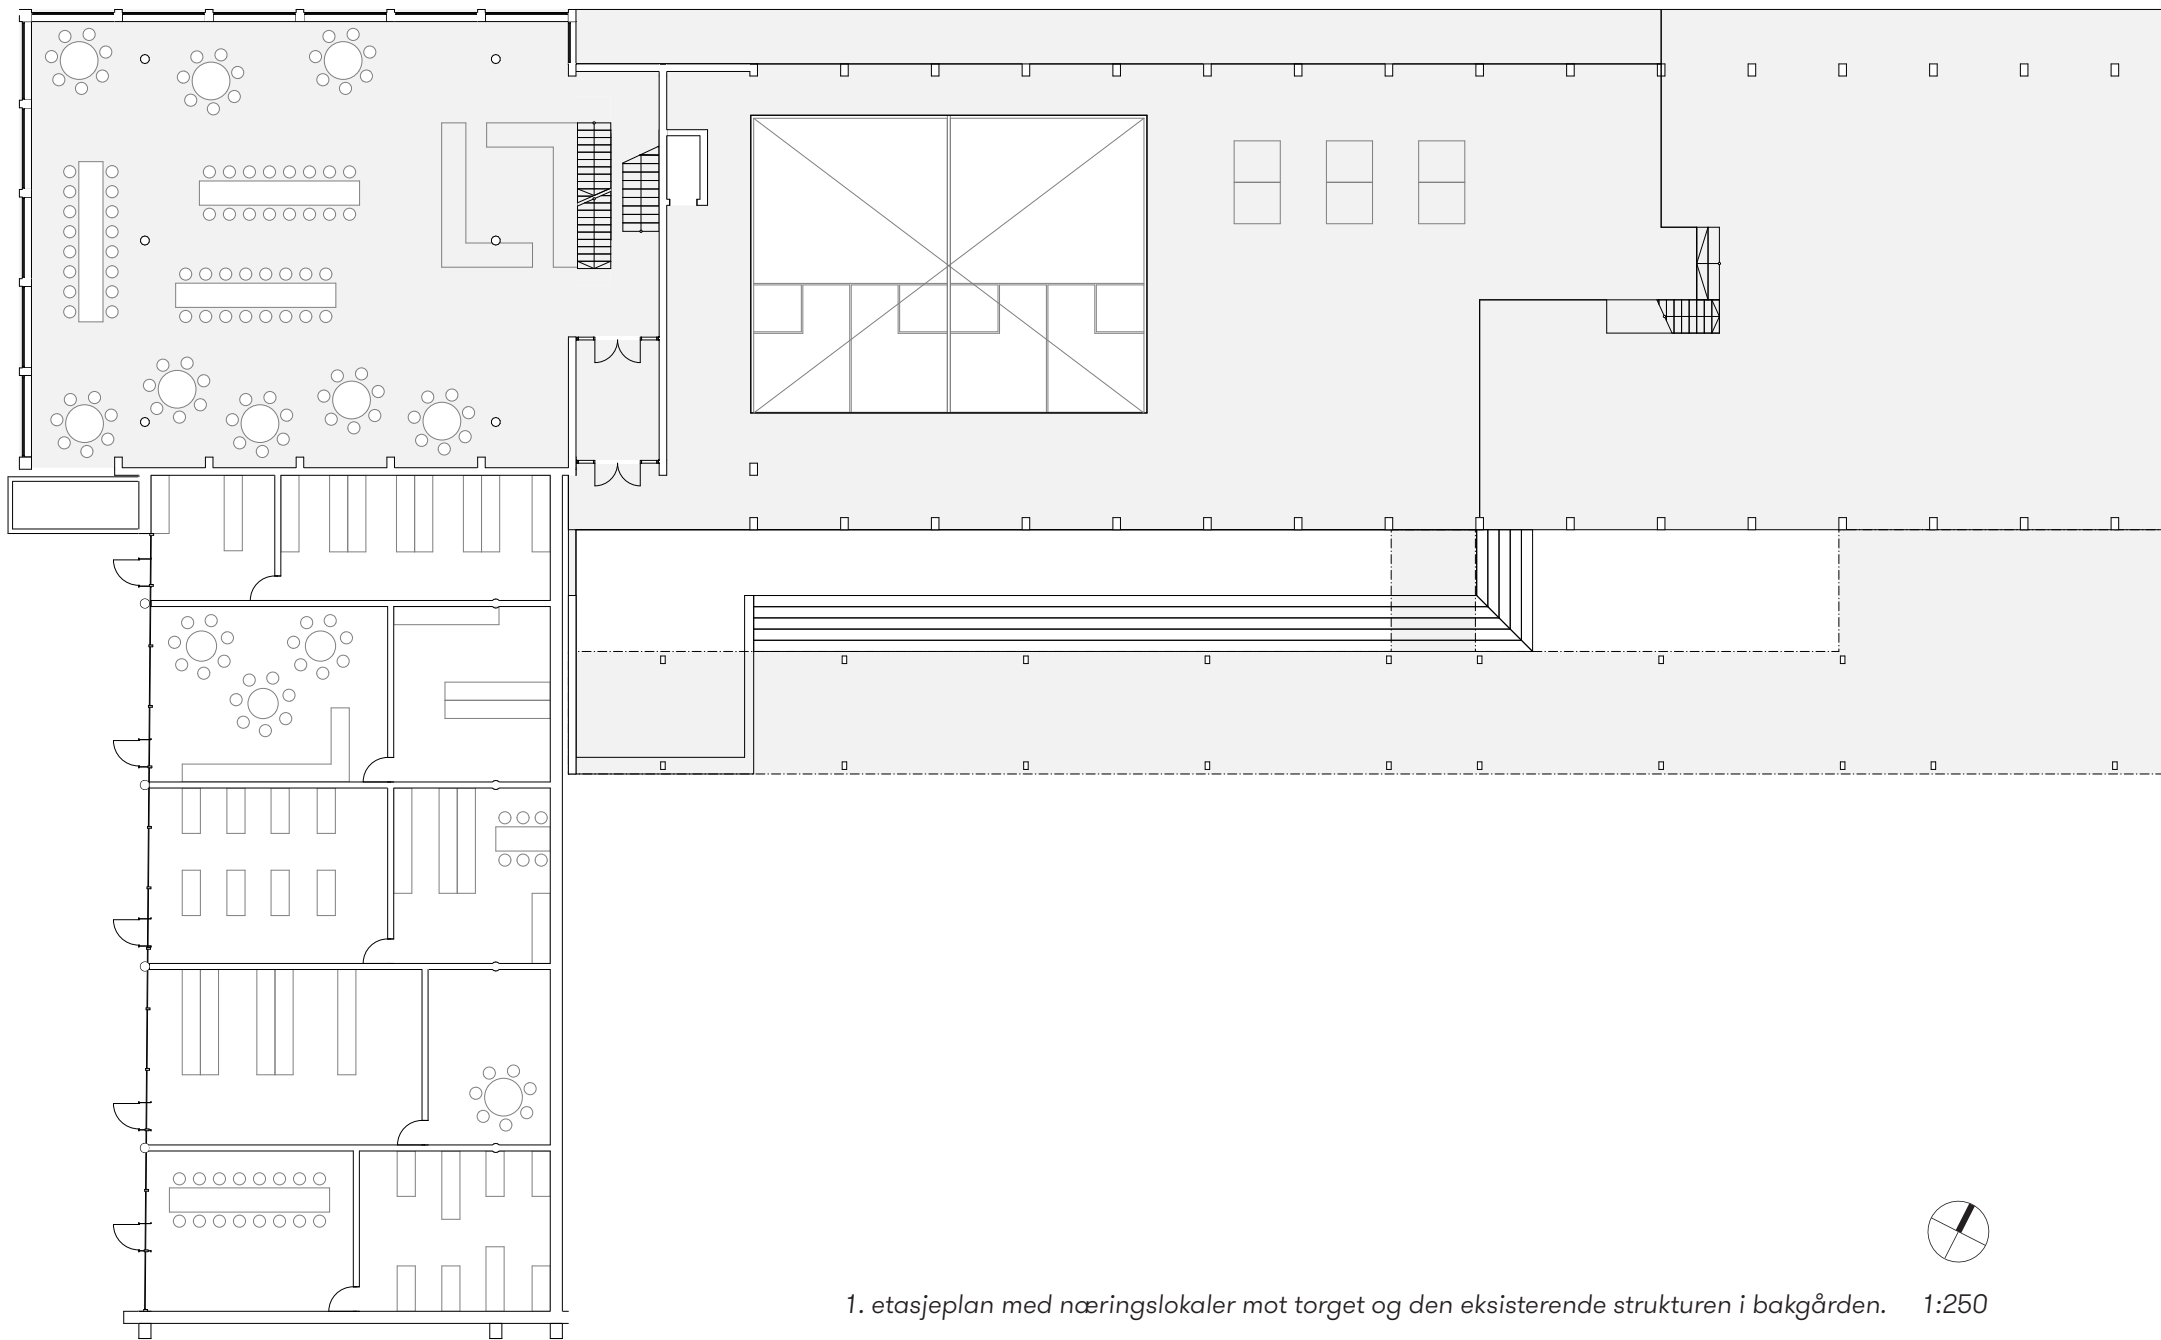 1. etasjeplan med næringslokaler mot torget og den eksisterende strukturen i bakgården. 1:250